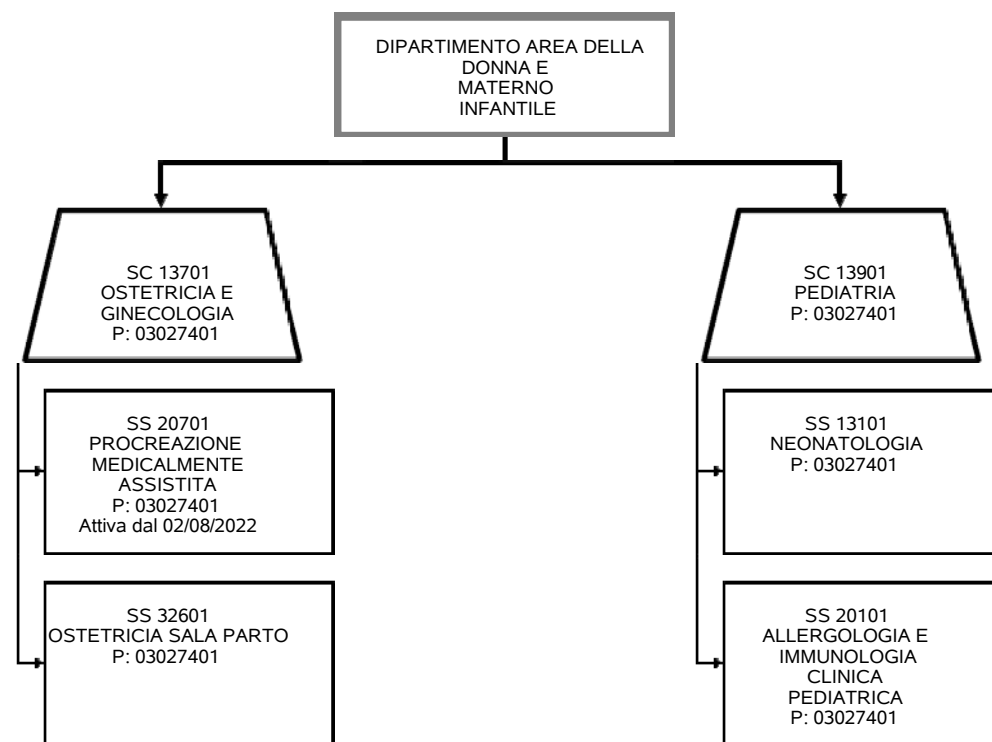 DIPARTIMENTO AREA DELLA
DONNA E
MATERNO
INFANTILE
SC 13701
OSTETRICIA E
GINECOLOGIA
P: 03027401
SS 20701
PROCREAZIONE
MEDICALMENTE
ASSISTITA
P: 03027401
Attiva dal 02/08/2022
SS 32601
OSTETRICIA SALA PARTO
P: 03027401
SC 13901
PEDIATRIA
P: 03027401
SS 13101
NEONATOLOGIA
P: 03027401
SS 20101
ALLERGOLOGIA E
IMMUNOLOGIA
CLINICA
PEDIATRICA
P: 03027401